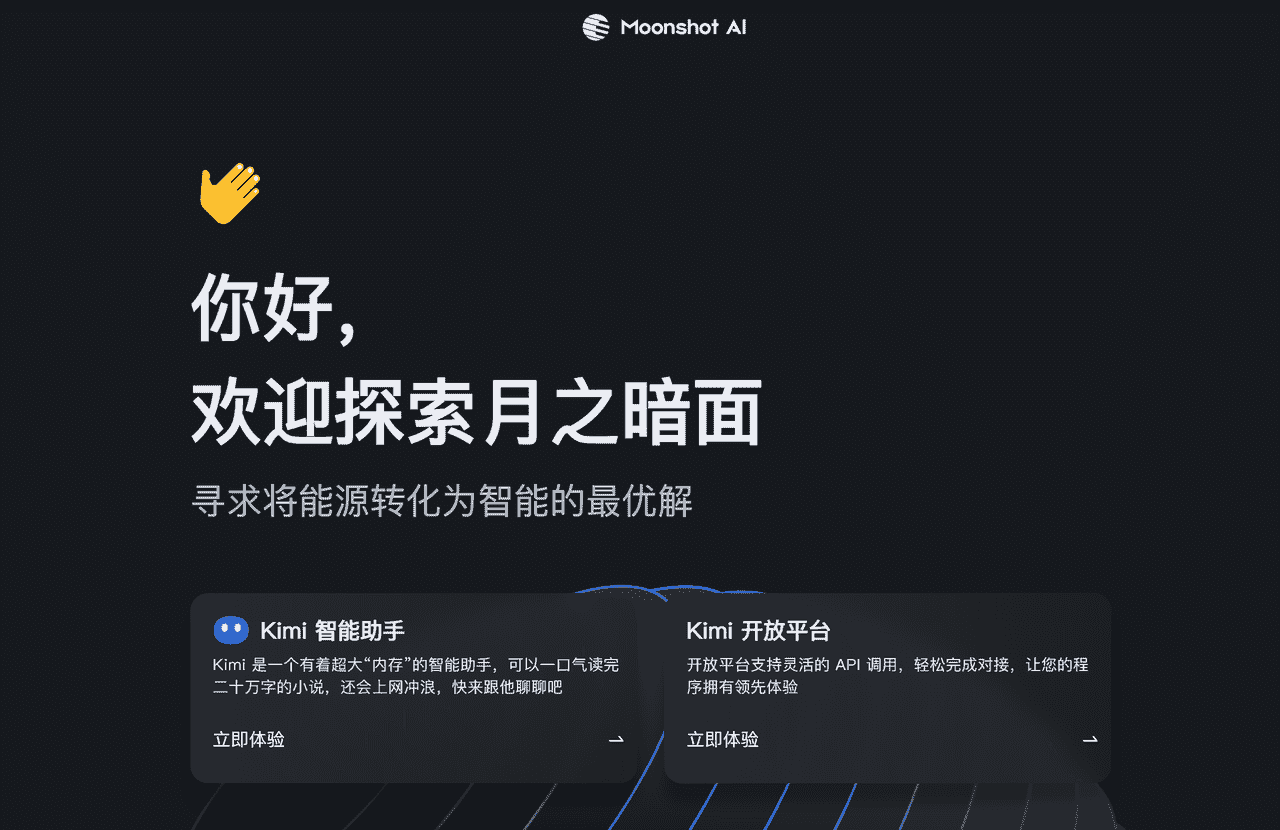 Moonshot AI
你好，
欢迎探索月之暗面
寻求将能源转化为智能的最优解
Kimi 智能助手
Kimi 是一个有着超大“内存”的智能助手，可以一口气读完
二十万字的小说，还会上网冲浪，快来跟他聊聊吧
立即体验
Kimi 开放平台
开放平台支持灵活的 API 调用，轻松完成对接，让您的程
序拥有领先体验
立即体验